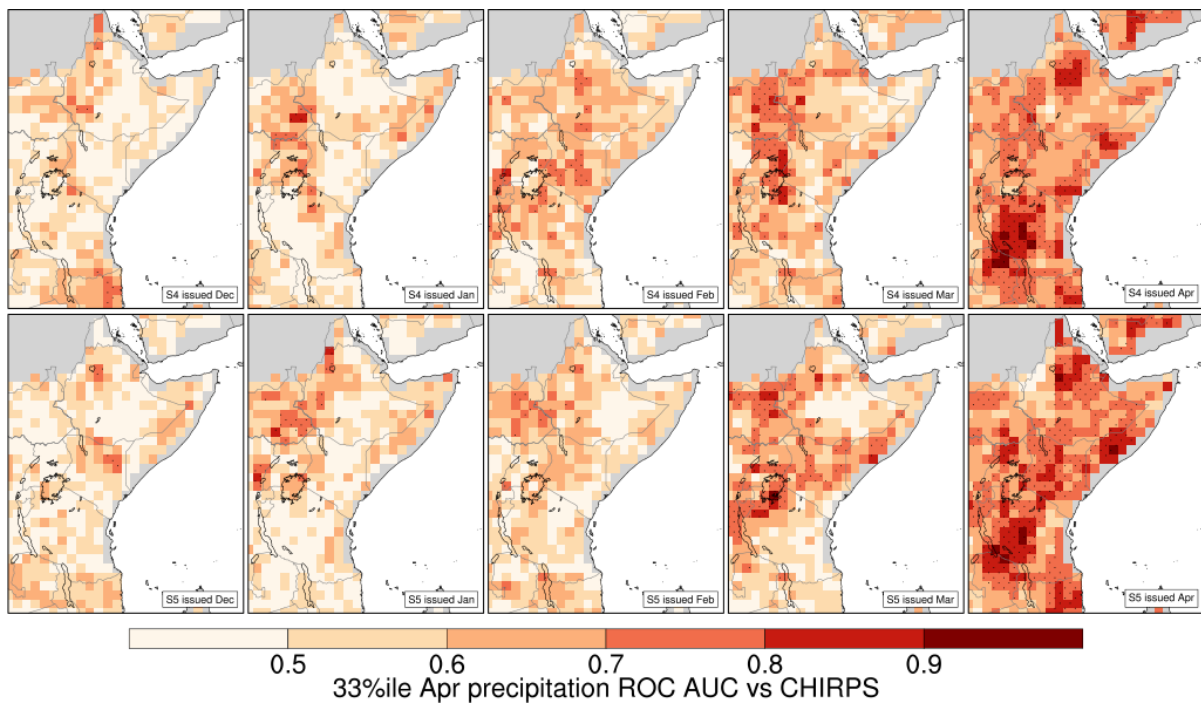 S4 issued Dec
S4 issued Jan
S4 issued Feb
S4 issued Mar
S4 issued Apr
S5 issued Dec
S5 issued Jan
S5 issued Feb
S5 issued Mar
S5 issued Apr
0.5 0.6 0.7 0.8 0.9
33%ile Apr precipitation ROC AUC vs CHIRPS